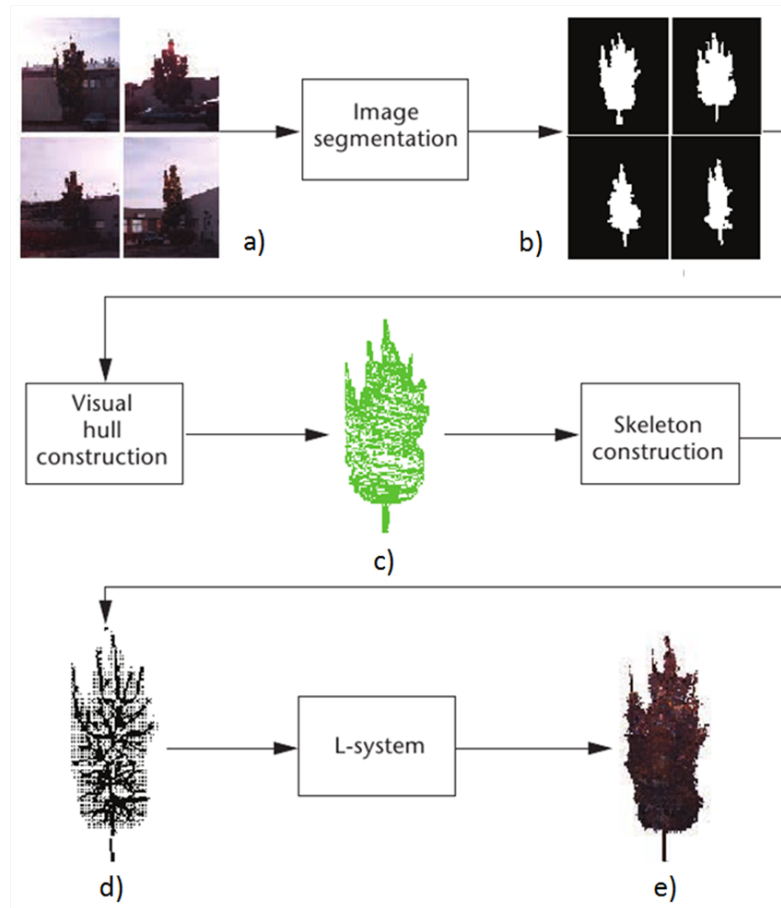 Image
segmentation
a)
b)
Visual
hull
construction
Skeleton
construction
c)
L-system
d)
e)